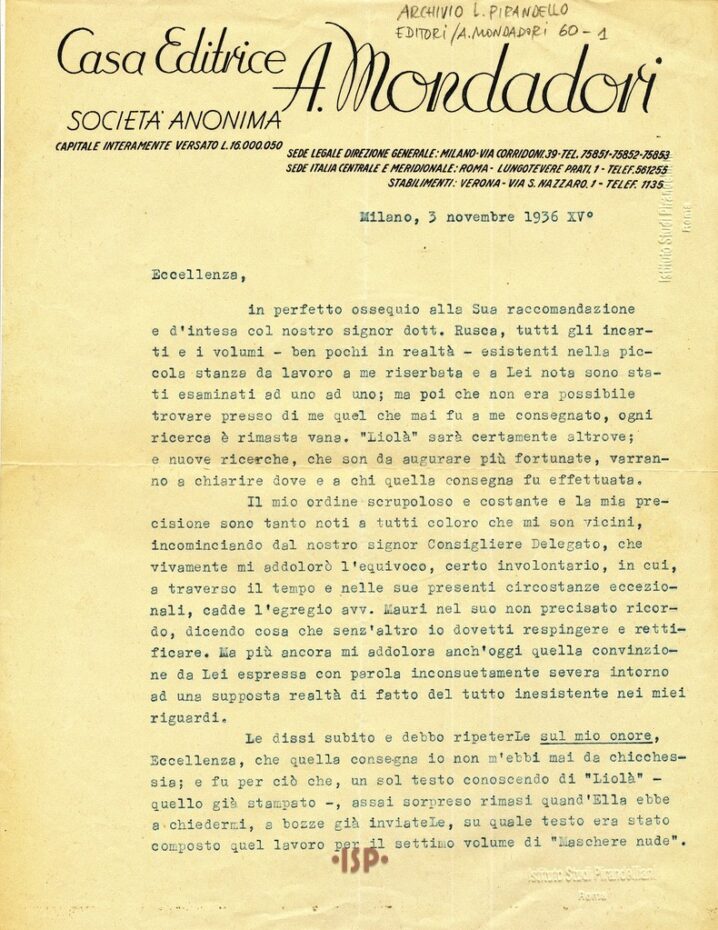 ARCHIVIO L. PIRANDELLO
EDITORI/A. MONDADORI 60-1
Casa Editrice A. Mondadori
SOCIETÀ ANONIMA
CAPITALE INTERAMENTE VERSATO L. 16.000.050
SEDE LEGALE DIREZIONE GENERALE: MILANO-VIA CORRIDONI. 39-TEL. 75851-75852-75853
SEDE ITALIA CENTRALE E MERIDIONALE: ROMA - LUNGOTEVERE PRATI, 1 - TELEF. 561255
STABILIMENTI: VERONA - VIA S. NAZZARO. 1 - TELEF. 1135
Istituto Studi Pirandelliani
Roma
Milano, 3 novembre 1936 XV°
Eccellenza,
in perfetto ossequio alla Sua raccomandazione
e d'intesa col nostro signor dott. Rusca, tutti gli incar-
ti e i volumi - ben pochi in realtà - esistenti nella pic-
cola stanza da lavoro a me riserbata e a Lei nota sono sta-
ti esaminati ad uno ad uno; ma poi che non era possibile
trovare presso di me quel che mai fu a me consegnato, ogni
ricerca è rimasta vana. "Liolà" sarà certamente altrove;
e nuove ricerche, che son da augurare più fortunate, varran-
no a chiarire dove e a chi quella consegna fu effettuata.
Il mio ordine scrupoloso e costante e la mia pre-
cisione sono tanto noti a tutti coloro che mi son vicini,
incominciando dal nostro signor Consigliere Delegato, che
vivamente mi addolorò l'equivoco, certo involontario, in cui,
a traverso il tempo e nelle sue presenti circostanze eccezio-
nali, cadde l'egregio avv. Mauri nel suo non precisato ricor-
do, dicendo cosa che senz'altro io dovetti respingere e retti-
ficare. Ma più ancora mi addolora anch'oggi quella convinzio-
ne da Lei espressa con parola inconsuetamente severa intorno
ad una supposta realtà di fatto del tutto inesistente nei miei
riguardi.
Le dissi subito e debbo ripeterLe sul mio onore,
Eccellenza, che quella consegna io non m'ebbi mai da chicches-
sia; e fu per ciò che, un sol testo conoscendo di "Liolà" -
quello già stampato -, assai sorpreso rimasi quand'Ella ebbe
a chiedermi, a bozze già inviateLe, su quale testo era stato
composto quel lavoro per il settimo volume di "Maschere nude".
·ISP·
Istituto Studi Pirandelliani
Roma